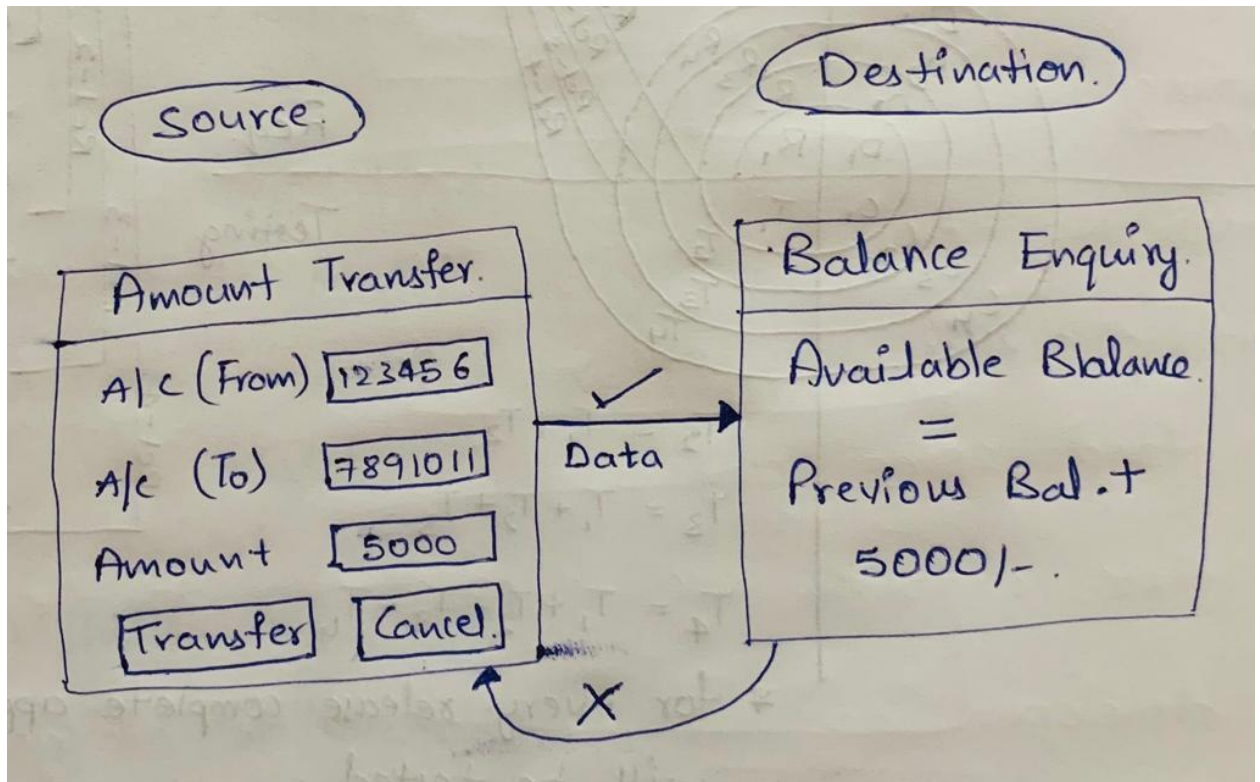 Source.
Destination.
Amount Transfer.
A/c (From) 123456
A/c (To) 7891011
Amount 5000
Transfer Cancel.
Data
Balance Enquiry.
Available Blalance.
=
Previous Bal.+
5000/-.
X